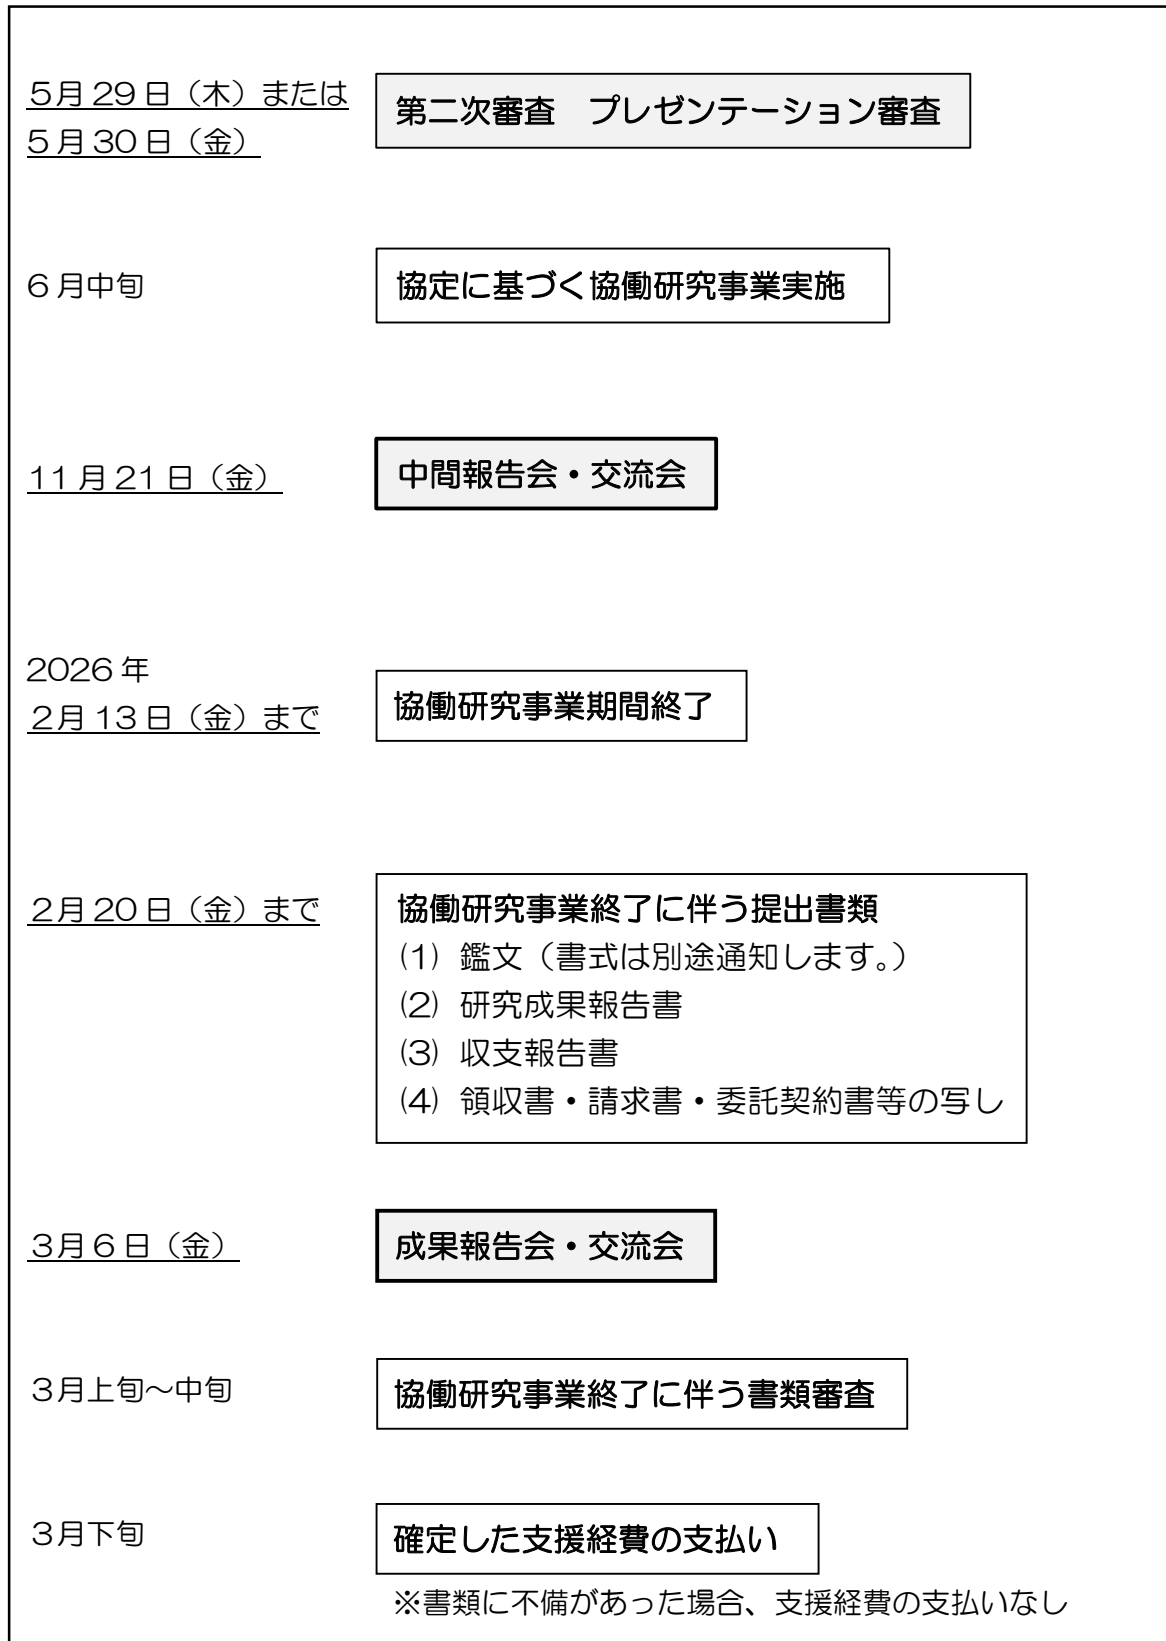 5月29日（木）または
5月30日（金）
第二次審査　プレゼンテーション審査
6月中旬
協定に基づく協働研究事業実施
11月21日（金）
中間報告会・交流会
2026年
2月13日（金）まで
協働研究事業期間終了
2月20日（金）まで
協働研究事業終了に伴う提出書類
(1) 鑑文（書式は別途通知します。）
(2) 研究成果報告書
(3) 収支報告書
(4) 領収書・請求書・委託契約書等の写し
3月6日（金）
成果報告会・交流会
3月上旬～中旬
協働研究事業終了に伴う書類審査
3月下旬
確定した支援経費の支払い
※書類に不備があった場合、支援経費の支払いなし